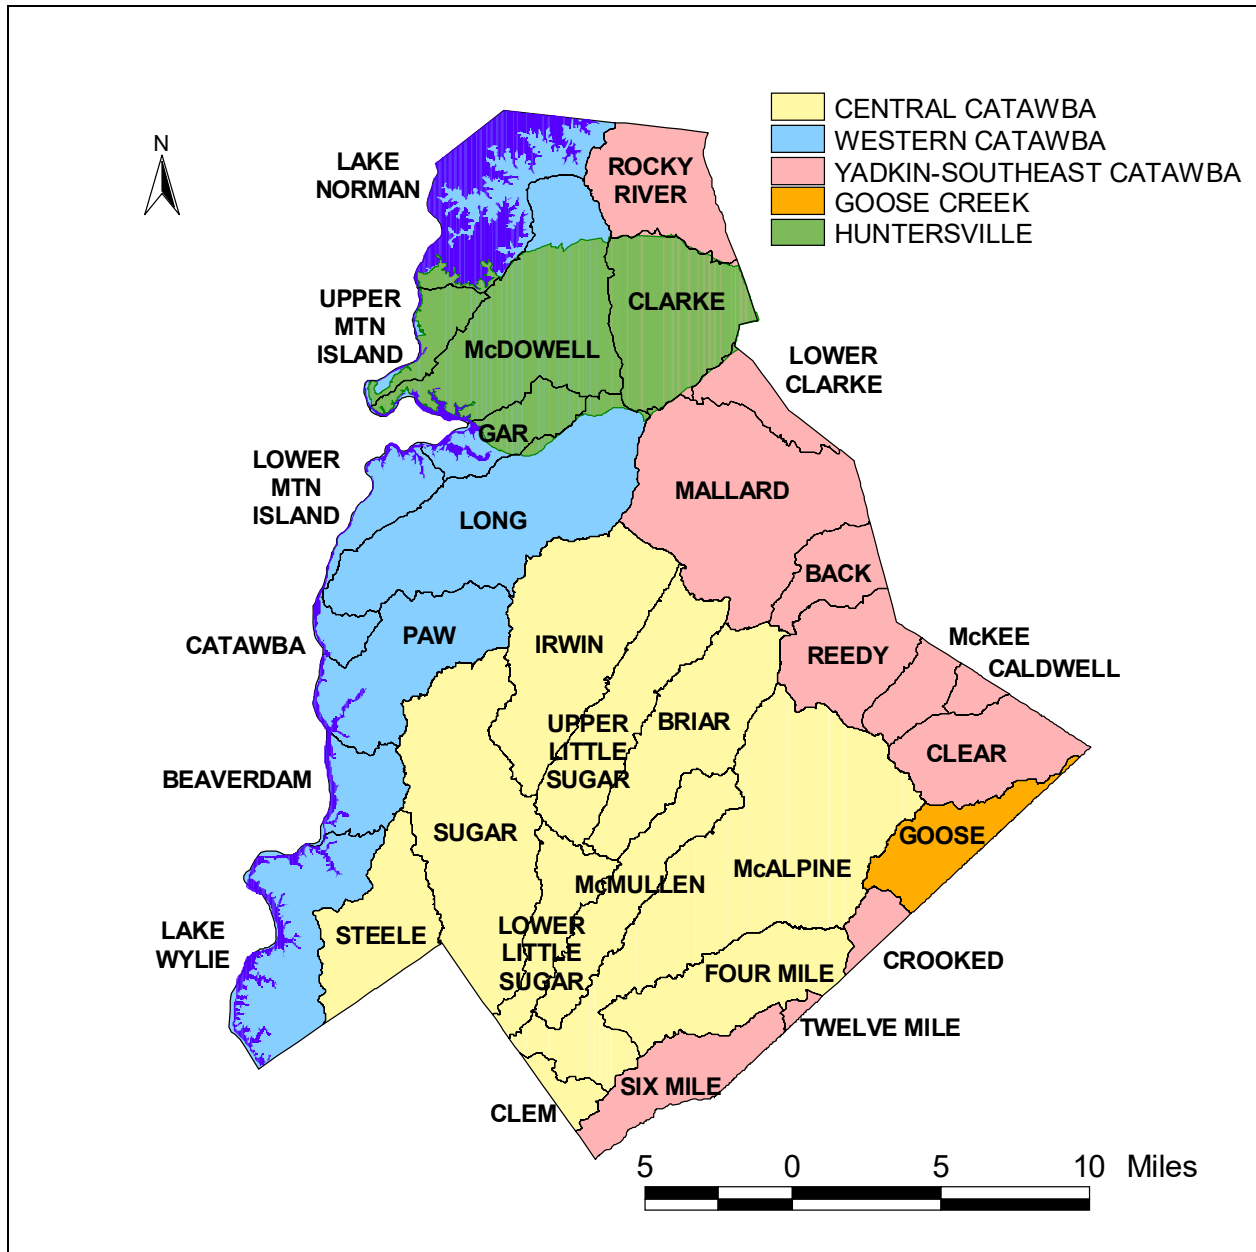 CENTRAL CATAWBA
WESTERN CATAWBA
YADKIN-SOUTHEAST CATAWBA
GOOSE CREEK
HUNTERSVILLE
N
LAKE
NORMAN
ROCKY
RIVER
UPPER
MTN
ISLAND
CLARKE
McDOWELL
LOWER
CLARKE
GAR
LOWER
MTN
ISLAND
MALLARD
LONG
BACK
CATAWBA
PAW
IRWIN
REEDY
McKEE
CALDWELL
UPPER
LITTLE
SUGAR
BRIAR
CLEAR
BEAVERDAM
SUGAR
GOOSE
McALPINE
McMULLEN
LAKE
WYLIE
STEELE
LOWER
LITTLE
SUGAR
FOUR MILE
CROOKED
TWELVE MILE
SIX MILE
CLEM
5 0 5 10 Miles